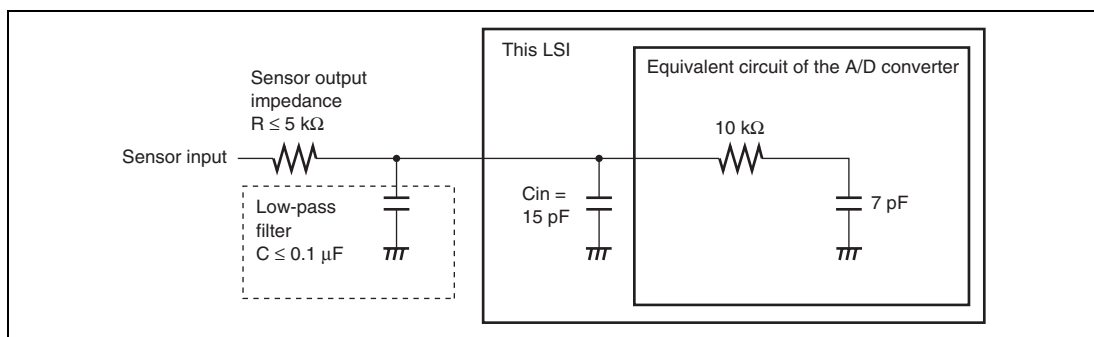 This LSI
Equivalent circuit of the A/D converter
Sensor output
impedance
R ≤ 5 kΩ
10 kΩ
Sensor input
Cin =
15 pF
7 pF
Low-pass
filter
C ≤ 0.1 μF